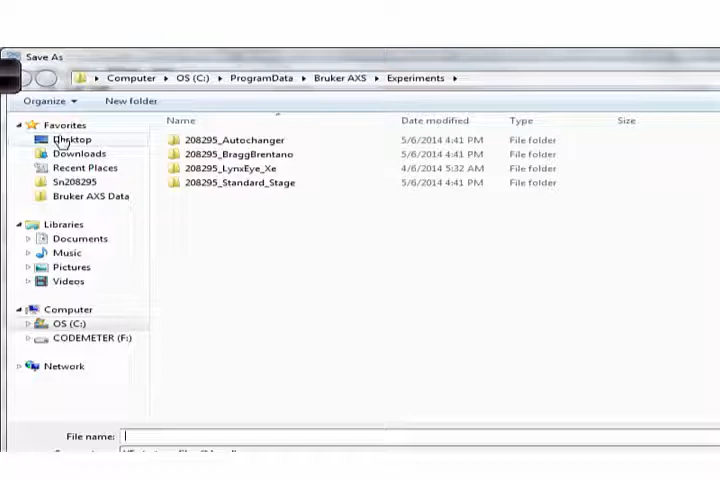 Save As
Computer OS (C:) ProgramData Bruker AXS Experiments
Organize New folder
Favorites
Desktop
Downloads
Recent Places
Sn208295
Bruker AXS Data
Libraries
Documents
Music
Pictures
Videos
Computer
OS (C:)
CODEMETER (F:)
Network
Name Date modified Type Size
208295_Autochanger 5/6/2014 4:41 PM File folder
208295_BraggBrentano 5/6/2014 4:41 PM File folder
208295_LynxEye_Xe 4/6/2014 5:32 AM File folder
208295_Standard_Stage 5/6/2014 4:41 PM File folder
File name: